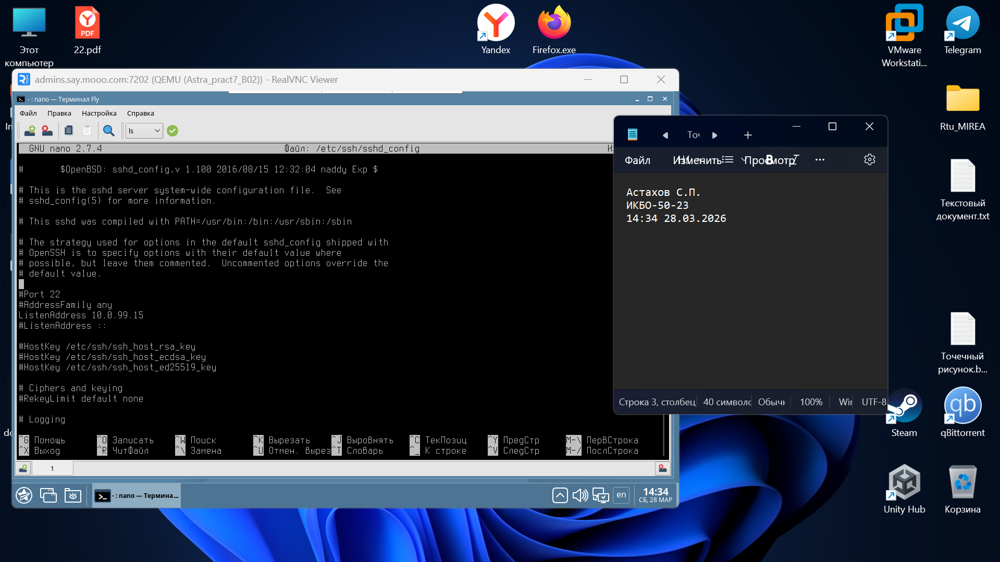 Этот
компьютер
PDF
22.pdf
Yandex
Firefox.exe
VMware
Workstati...
Telegram
Rtu_MIREA
Текстовый
документ.txt
Точечный
рисунок.b...
Steam
qBittorrent
Unity Hub
Корзина
admins.say.mooo.com:7202 (QEMU (Astra_pract7_B02)) - RealVNC Viewer
- : nano — Терминал Fly
Файл Правка Настройка Справка
ls
GNU nano 2.7.4 Файл: /etc/ssh/sshd_config
# $OpenBSD: sshd_config,v 1.100 2016/08/15 12:32:04 naddy Exp $
# This is the sshd server system-wide configuration file.  See
# sshd_config(5) for more information.
# This sshd was compiled with PATH=/usr/bin:/bin:/usr/sbin:/sbin
# The strategy used for options in the default sshd_config shipped with
# OpenSSH is to specify options with their default value where
# possible, but leave them commented.  Uncommented options override the
# default value.
#Port 22
#AddressFamily any
ListenAddress 10.0.99.15
#ListenAddress ::
#HostKey /etc/ssh/ssh_host_rsa_key
#HostKey /etc/ssh/ssh_host_ecdsa_key
#HostKey /etc/ssh/ssh_host_ed25519_key
# Ciphers and keying
#RekeyLimit default none
# Logging
^G Помощь ^O Записать ^W Поиск ^K Вырезать ^J Выровнять ^C ТекПозиц ^Y ПредСтр M-\ ПервСтрока
^X Выход ^R ЧитФайл ^\ Замена ^U Отмен. Вырез ^T Словарь ^_ К строке ^V СледСтр M-/ ПослСтрока
1
- : nano — Термина...
en
14:34
СБ, 28 МАР
Точ
Файл Изменить Просмотр
Астахов С.П.
ИКБО-50-23
14:34 28.03.2026
Строка 3, столбец 40 символо Обычн 100% Wir UTF-8